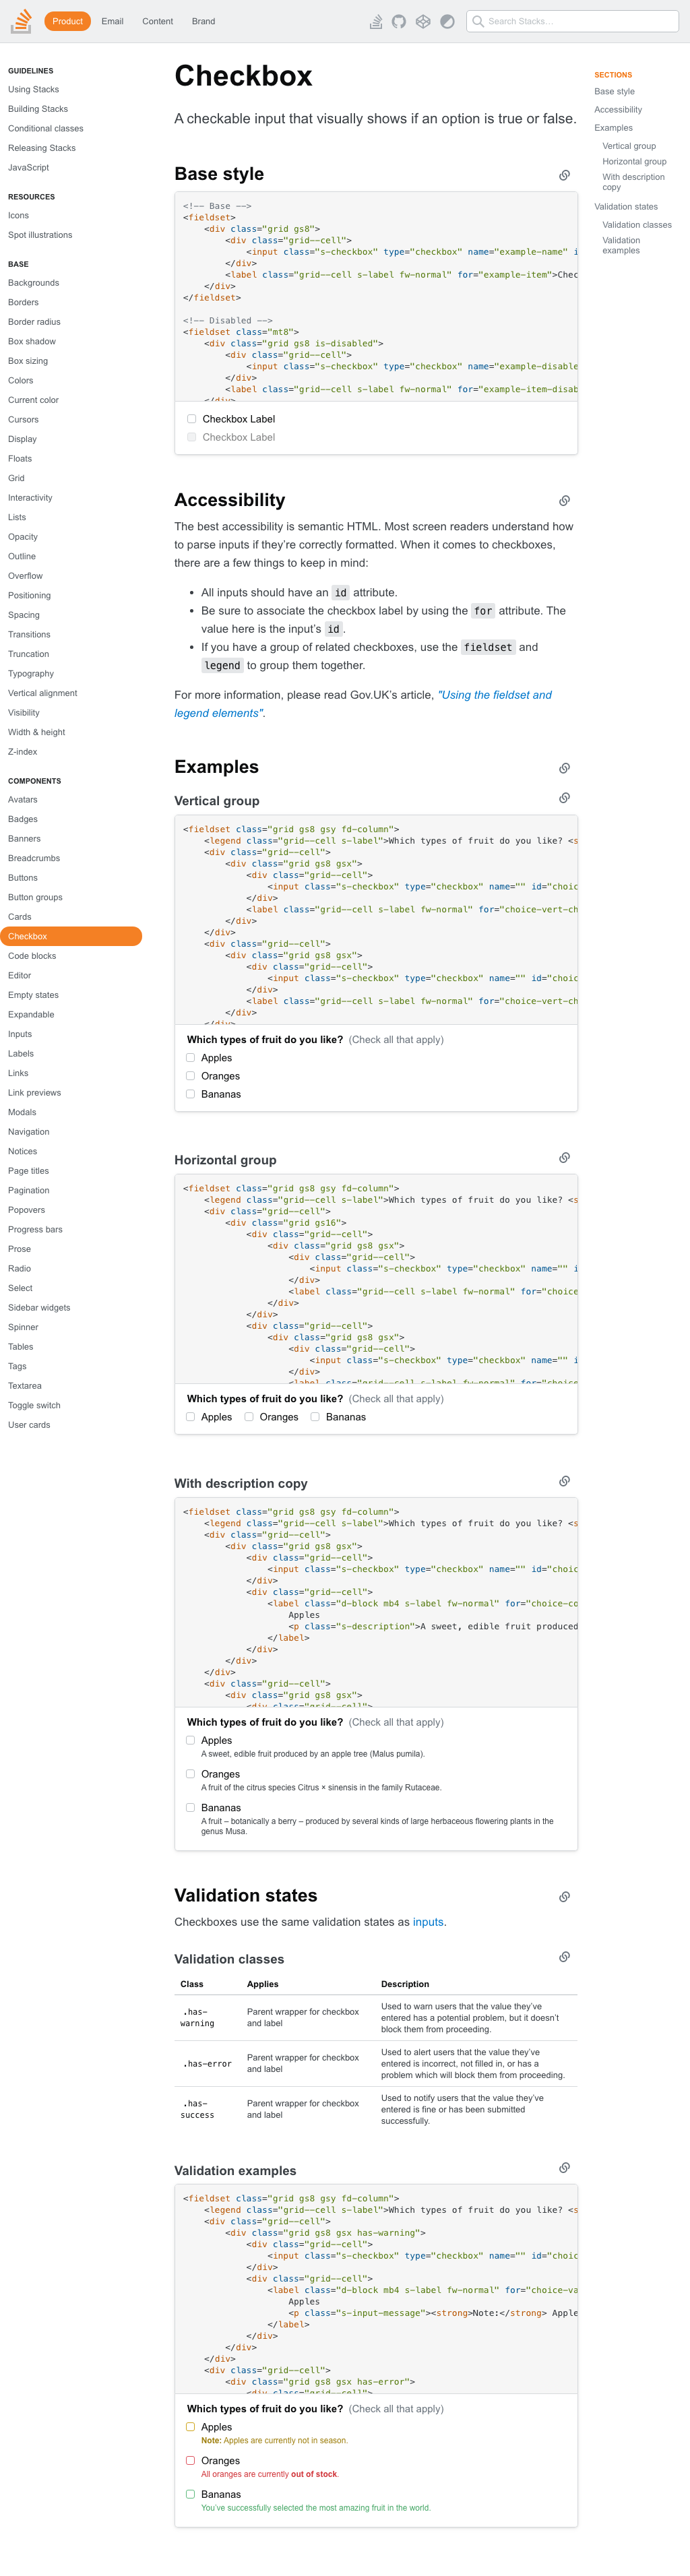 Product Email Content Brand Search Stacks…
GUIDELINES
Using Stacks
Building Stacks
Conditional classes
Releasing Stacks
JavaScript
RESOURCES
Icons
Spot illustrations
BASE
Backgrounds
Borders
Border radius
Box shadow
Box sizing
Colors
Current color
Cursors
Display
Floats
Grid
Interactivity
Lists
Opacity
Outline
Overflow
Positioning
Spacing
Transitions
Truncation
Typography
Vertical alignment
Visibility
Width & height
Z-index
COMPONENTS
Avatars
Badges
Banners
Breadcrumbs
Buttons
Button groups
Cards
Checkbox
Code blocks
Editor
Empty states
Expandable
Inputs
Labels
Links
Link previews
Modals
Navigation
Notices
Page titles
Pagination
Popovers
Progress bars
Prose
Radio
Select
Sidebar widgets
Spinner
Tables
Tags
Textarea
Toggle switch
User cards
Checkbox
A checkable input that visually shows if an option is true or false.
Base style
<!-- Base -->
<fieldset>
<div class="grid gs8">
<div class="grid--cell">
<input class="s-checkbox" type="checkbox" name="example-name" i
</div>
<label class="grid--cell s-label fw-normal" for="example-item">Chec
</div>
</fieldset>
<!-- Disabled -->
<fieldset class="mt8">
<div class="grid gs8 is-disabled">
<div class="grid--cell">
<input class="s-checkbox" type="checkbox" name="example-disable
</div>
<label class="grid--cell s-label fw-normal" for="example-item-disab
</div>
Checkbox Label
Checkbox Label
Accessibility
The best accessibility is semantic HTML. Most screen readers understand how
to parse inputs if they’re correctly formatted. When it comes to checkboxes,
there are a few things to keep in mind:
• All inputs should have an id attribute.
• Be sure to associate the checkbox label by using the for attribute. The
value here is the input’s id.
• If you have a group of related checkboxes, use the fieldset and
legend to group them together.
For more information, please read Gov.UK’s article, "Using the fieldset and
legend elements".
Examples
Vertical group
<fieldset class="grid gs8 gsy fd-column">
<legend class="grid--cell s-label">Which types of fruit do you like? <s
<div class="grid--cell">
<div class="grid gs8 gsx">
<div class="grid--cell">
<input class="s-checkbox" type="checkbox" name="" id="choic
</div>
<label class="grid--cell s-label fw-normal" for="choice-vert-ch
</div>
</div>
<div class="grid--cell">
<div class="grid gs8 gsx">
<div class="grid--cell">
<input class="s-checkbox" type="checkbox" name="" id="choic
</div>
<label class="grid--cell s-label fw-normal" for="choice-vert-ch
</div>
</div>
Which types of fruit do you like? (Check all that apply)
Apples
Oranges
Bananas
Horizontal group
<fieldset class="grid gs8 gsy fd-column">
<legend class="grid--cell s-label">Which types of fruit do you like? <s
<div class="grid--cell">
<div class="grid gs16">
<div class="grid--cell">
<div class="grid gs8 gsx">
<div class="grid--cell">
<input class="s-checkbox" type="checkbox" name="" i
</div>
<label class="grid--cell s-label fw-normal" for="choice
</div>
</div>
<div class="grid--cell">
<div class="grid gs8 gsx">
<div class="grid--cell">
<input class="s-checkbox" type="checkbox" name="" i
</div>
<label class="grid--cell s-label fw-normal" for="choice
Which types of fruit do you like? (Check all that apply)
Apples Oranges Bananas
With description copy
<fieldset class="grid gs8 gsy fd-column">
<legend class="grid--cell s-label">Which types of fruit do you like? <s
<div class="grid--cell">
<div class="grid gs8 gsx">
<div class="grid--cell">
<input class="s-checkbox" type="checkbox" name="" id="choic
</div>
<div class="grid--cell">
<label class="d-block mb4 s-label fw-normal" for="choice-co
Apples
<p class="s-description">A sweet, edible fruit produced
</label>
</div>
</div>
</div>
<div class="grid--cell">
<div class="grid gs8 gsx">
<div class="grid--cell">
Which types of fruit do you like? (Check all that apply)
Apples
A sweet, edible fruit produced by an apple tree (Malus pumila).
Oranges
A fruit of the citrus species Citrus × sinensis in the family Rutaceae.
Bananas
A fruit – botanically a berry – produced by several kinds of large herbaceous flowering plants in the
genus Musa.
Validation states
Checkboxes use the same validation states as inputs.
Validation classes
Class Applies Description
.has-warning Parent wrapper for checkbox and label Used to warn users that the value they’ve entered has a potential problem, but it doesn’t block them from proceeding.
.has-error Parent wrapper for checkbox and label Used to alert users that the value they’ve entered is incorrect, not filled in, or has a problem which will block them from proceeding.
.has-success Parent wrapper for checkbox and label Used to notify users that the value they’ve entered is fine or has been submitted successfully.
Validation examples
<fieldset class="grid gs8 gsy fd-column">
<legend class="grid--cell s-label">Which types of fruit do you like? <s
<div class="grid--cell">
<div class="grid gs8 gsx has-warning">
<div class="grid--cell">
<input class="s-checkbox" type="checkbox" name="" id="choic
</div>
<div class="grid--cell">
<label class="d-block mb4 s-label fw-normal" for="choice-va
Apples
<p class="s-input-message"><strong>Note:</strong> Apple
</label>
</div>
</div>
</div>
<div class="grid--cell">
<div class="grid gs8 gsx has-error">
<div class="grid--cell">
Which types of fruit do you like? (Check all that apply)
Apples
Note: Apples are currently not in season.
Oranges
All oranges are currently out of stock.
Bananas
You’ve successfully selected the most amazing fruit in the world.
SECTIONS
Base style
Accessibility
Examples
Vertical group
Horizontal group
With description
copy
Validation states
Validation classes
Validation
examples